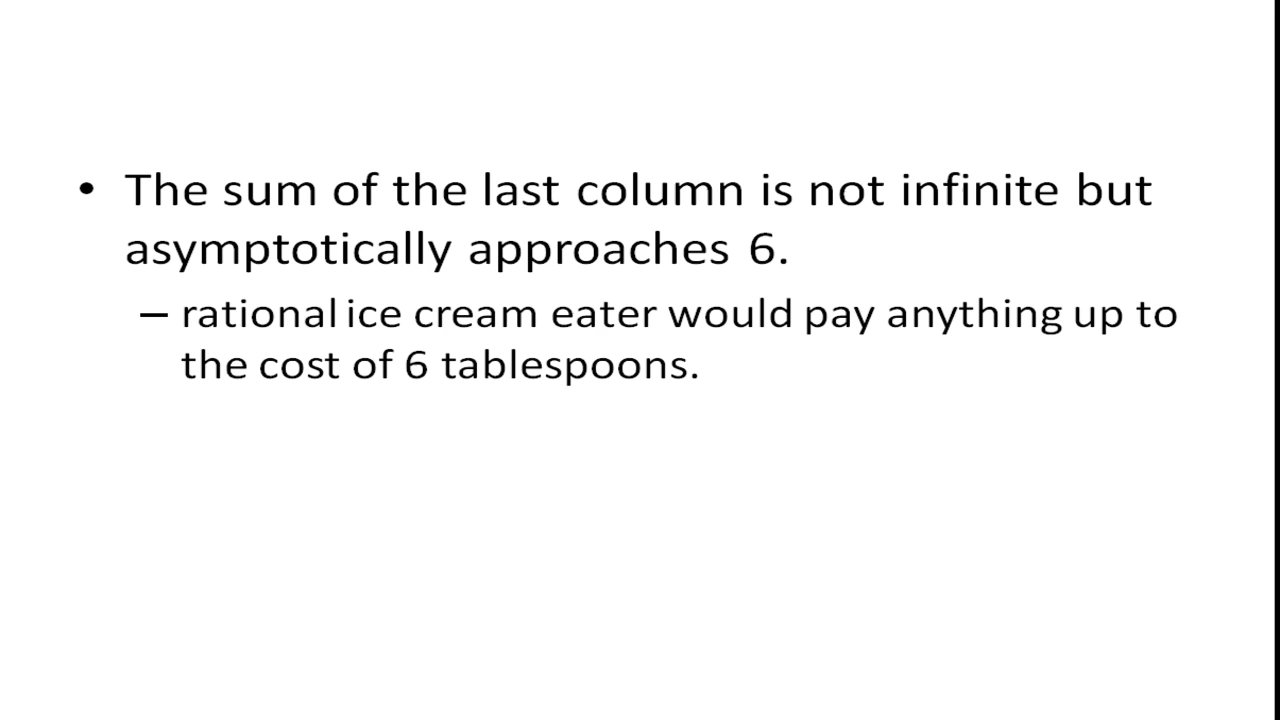 • The sum of the last column is not infinite but
asymptotically approaches 6.
– rational ice cream eater would pay anything up to
the cost of 6 tablespoons.